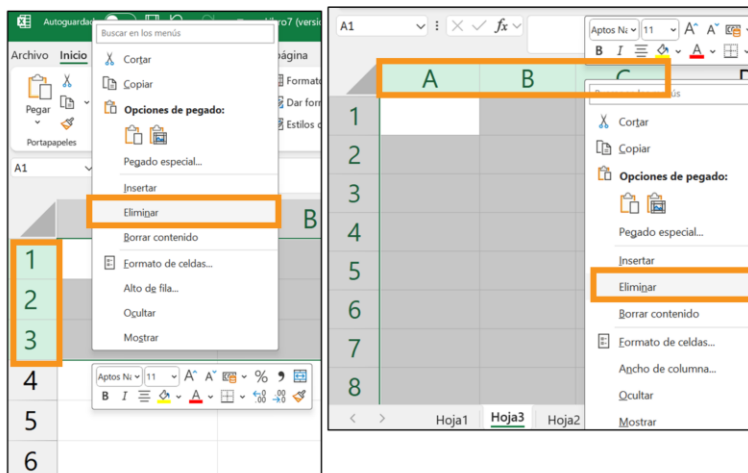 Autoguardado
Libro7 (versió
Buscar en los menús
Archivo
Inicio
página
Pegar
Portapapeles
Cortar
Copiar
Opciones de pegado:
Pegado especial...
Insertar
Eliminar
Borrar contenido
Formato de celdas...
Alto de fila...
Ocultar
Mostrar
Formato
Dar form
Estilos d
A1
B
1
2
3
4
5
6
Aptos Na
11
A^
A˅
%
9
N
K
S
A1
fx
Aptos Na
11
A
B
C
1
2
3
4
5
6
7
8
Cortar
Copiar
Opciones de pegado:
Pegado especial...
Insertar
Eliminar
Borrar contenido
Formato de celdas...
Ancho de columna...
Ocultar
Mostrar
Hoja1
Hoja3
Hoja2